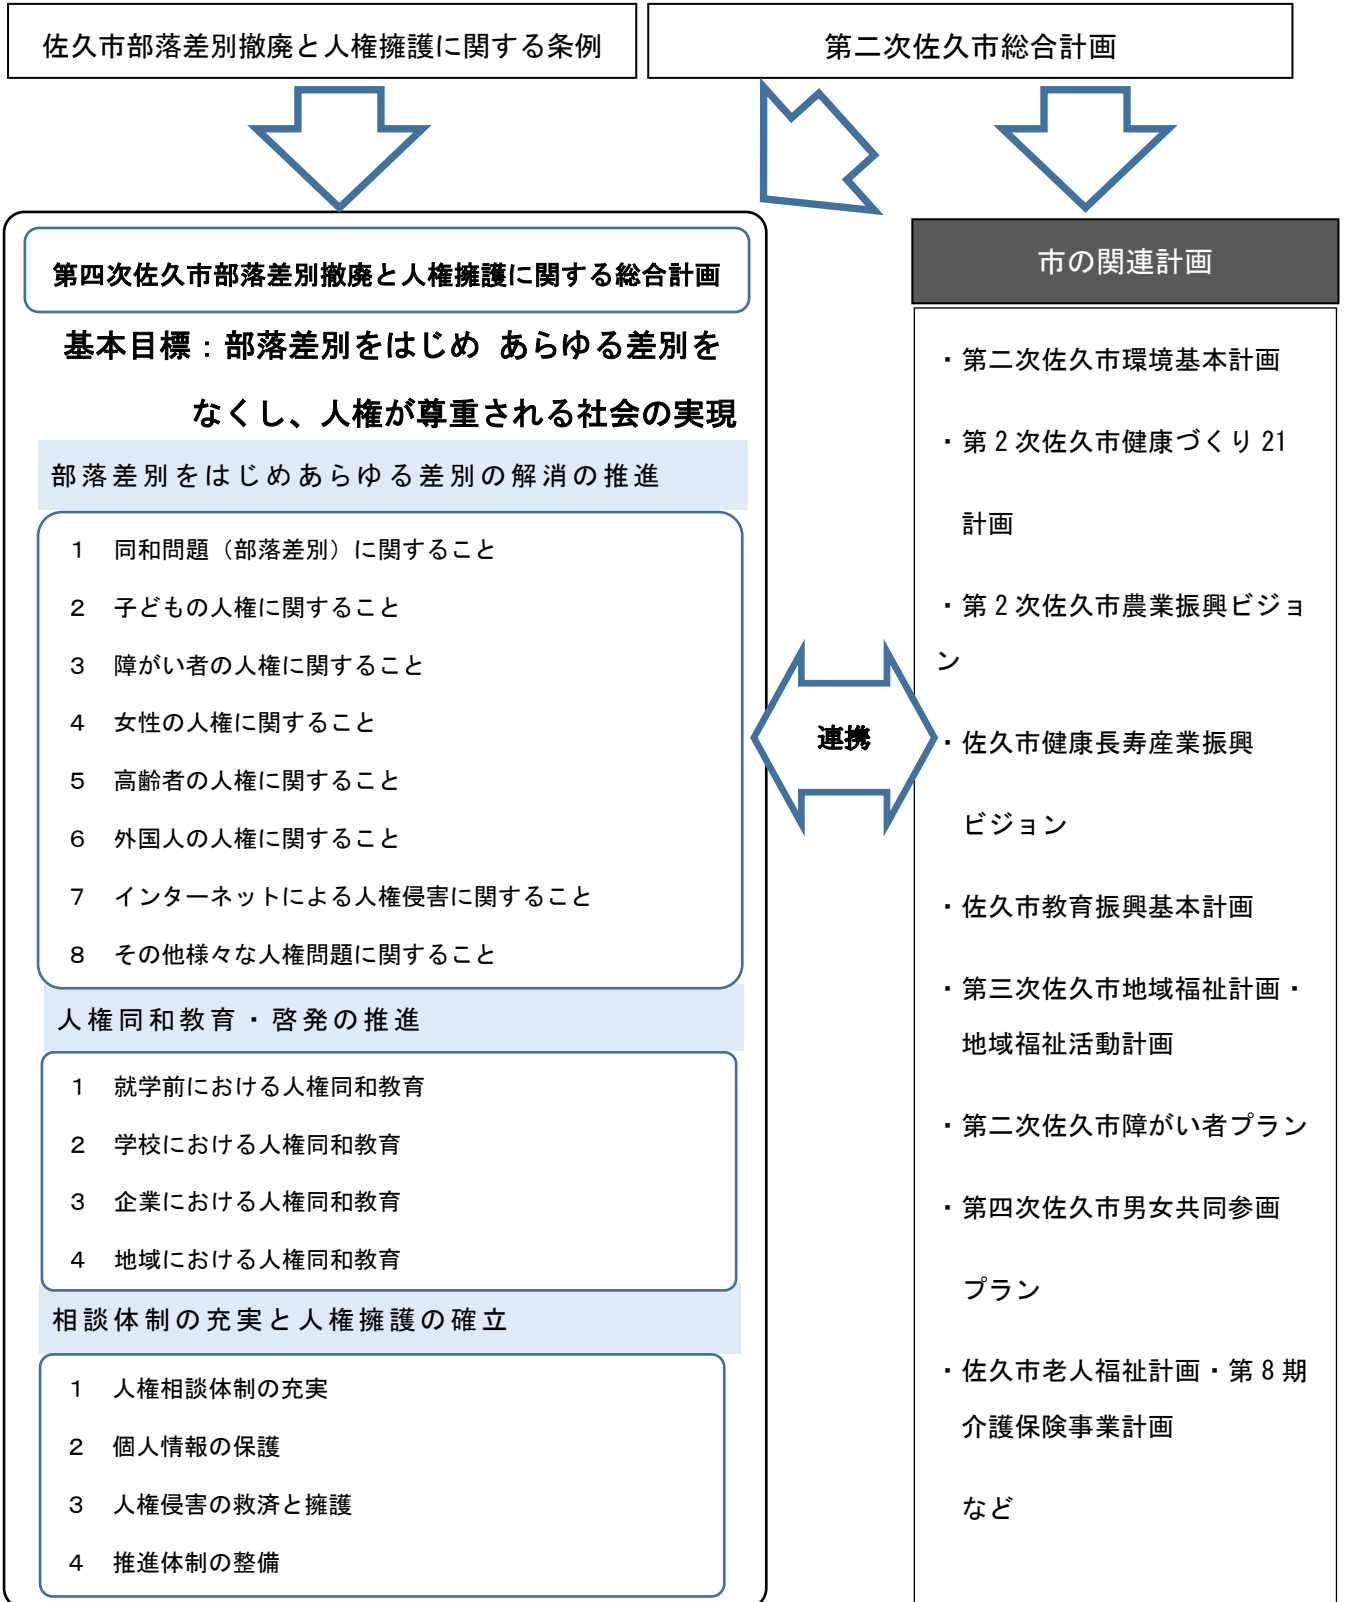 佐久市部落差別撤廃と人権擁護に関する条例
第二次佐久市総合計画
第四次佐久市部落差別撤廃と人権擁護に関する総合計画
基本目標：部落差別をはじめ あらゆる差別を
なくし、人権が尊重される社会の実現
部落差別をはじめあらゆる差別の解消の推進
1 同和問題（部落差別）に関すること
2 子どもの人権に関すること
3 障がい者の人権に関すること
4 女性の人権に関すること
5 高齢者の人権に関すること
6 外国人の人権に関すること
7 インターネットによる人権侵害に関すること
8 その他様々な人権問題に関すること
人権同和教育・啓発の推進
1 就学前における人権同和教育
2 学校における人権同和教育
3 企業における人権同和教育
4 地域における人権同和教育
相談体制の充実と人権擁護の確立
1 人権相談体制の充実
2 個人情報の保護
3 人権侵害の救済と擁護
4 推進体制の整備
連携
市の関連計画
・第二次佐久市環境基本計画
・第2次佐久市健康づくり21
計画
・第2次佐久市農業振興ビジョ
ン
・佐久市健康長寿産業振興
ビジョン
・佐久市教育振興基本計画
・第三次佐久市地域福祉計画・
地域福祉活動計画
・第二次佐久市障がい者プラン
・第四次佐久市男女共同参画
プラン
・佐久市老人福祉計画・第8期
介護保険事業計画
など